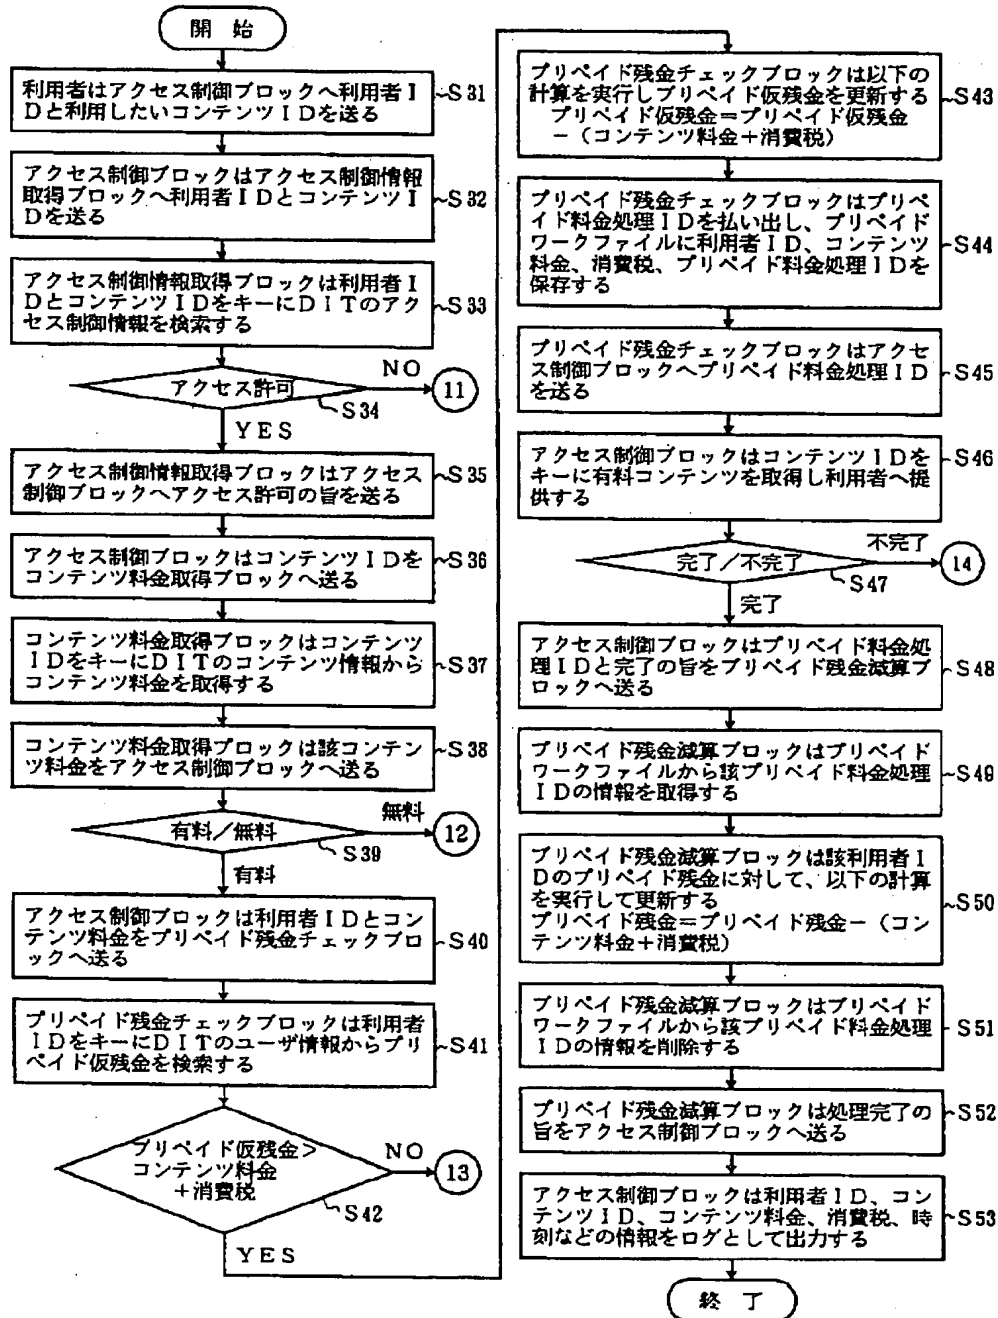 開 始
利用者はアクセス制御ブロックへ利用者I
Dと利用したいコンテンツIDを送る
S31
アクセス制御ブロックはアクセス制御情報
取得ブロックへ利用者IDとコンテンツI
Dを送る
S32
アクセス制御情報取得ブロックは利用者I
DとコンテンツIDをキーにDITのアク
セス制御情報を検索する
S33
アクセス許可
NO
11
S34
YES
アクセス制御情報取得ブロックはアクセス
制御ブロックへアクセス許可の旨を送る
S35
アクセス制御ブロックはコンテンツIDを
コンテンツ料金取得ブロックへ送る
S36
コンテンツ料金取得ブロックはコンテンツ
IDをキーにDITのコンテンツ情報から
コンテンツ料金を取得する
S37
コンテンツ料金取得ブロックは該コンテン
ツ料金をアクセス制御ブロックへ送る
S38
有料/無料
無料
12
S39
有料
アクセス制御ブロックは利用者IDとコン
テンツ料金をプリペイド残金チェックブロ
ックへ送る
S40
プリペイド残金チェックブロックは利用者
IDをキーにDITのユーザ情報からプリ
ペイド仮残金を検索する
S41
プリペイド仮残金>
コンテンツ料金
+消費税
NO
13
S42
YES
プリペイド残金チェックブロックは以下の
計算を実行しプリペイド仮残金を更新する
プリペイド仮残金=プリペイド仮残金
-(コンテンツ料金+消費税)
S43
プリペイド残金チェックブロックはプリペ
イド料金処理IDを払い出し、プリペイド
ワークファイルに利用者ID、コンテンツ
料金、消費税、プリペイド料金処理IDを
保存する
S44
プリペイド残金チェックブロックはアクセ
ス制御ブロックへプリペイド料金処理ID
を送る
S45
アクセス制御ブロックはコンテンツIDを
キーに有料コンテンツを取得し利用者へ提
供する
S46
完了/不完了
不完了
14
S47
完了
アクセス制御ブロックはプリペイド料金処
理IDと完了の旨をプリペイド残金減算ブ
ロックへ送る
S48
プリペイド残金減算ブロックはプリペイド
ワークファイルから該プリペイド料金処理
IDの情報を取得する
S49
プリペイド残金減算ブロックは該利用者I
Dのプリペイド残金に対して、以下の計算
を実行して更新する
プリペイド残金=プリペイド残金-(コン
テンツ料金+消費税)
S50
プリペイド残金減算ブロックはプリペイド
ワークファイルから該プリペイド料金処理
IDの情報を削除する
S51
プリペイド残金減算ブロックは処理完了の
旨をアクセス制御ブロックへ送る
S52
アクセス制御ブロックは利用者ID、コン
テンツID、コンテンツ料金、消費税、時
刻などの情報をログとして出力する
S53
終 了